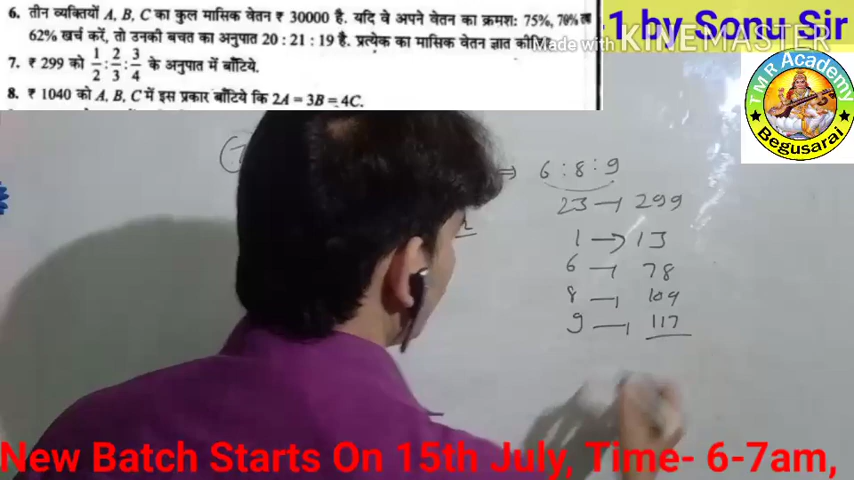 6. तीन व्यक्तियों A, B, C का कुल मासिक वेतन ₹ 30000 है. यदि वे अपने वेतन का क्रमश: 75%, 70% तथा
62% खर्च करें, तो उनकी बचत का अनुपात 20 : 21 : 19 है. प्रत्येक का मासिक वेतन ज्ञात
7. ₹ 299 को 1/2 : 2/3 : 3/4 के अनुपात में बाँटिये.
8. ₹ 1040 को A, B, C में इस प्रकार बाँटिये कि 2A = 3B = 4C.
1 by Sonu Sir
Made with KINEMASTER
TMR Academy
Begusarai
7
⇒ 6 : 8 : 9
23 → 299
1 → 13
6 → 78
8 → 104
9 → 117
New Batch Starts On 15th July, Time- 6-7am,